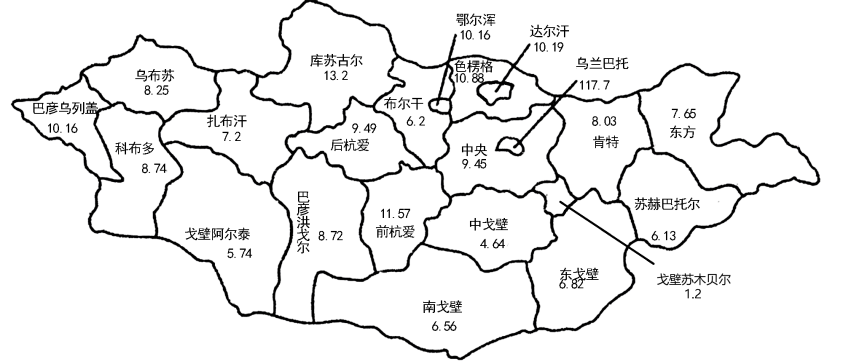 鄂尔浑
10.16
达尔汗
10.19
库苏古尔
13.2
色楞格
10.88
乌兰巴托
117.7
乌布苏
8.25
巴彦乌列盖
10.16
扎布汗
7.2
布尔干
6.2
9.49
后杭爱
8.03
肯特
7.65
东方
科布多
8.74
中央
9.45
巴彦洪戈尔
8.72
11.57
前杭爱
苏赫巴托尔
6.13
戈壁阿尔泰
5.74
中戈壁
4.64
东戈壁
6.82
戈壁苏木贝尔
1.2
南戈壁
6.56